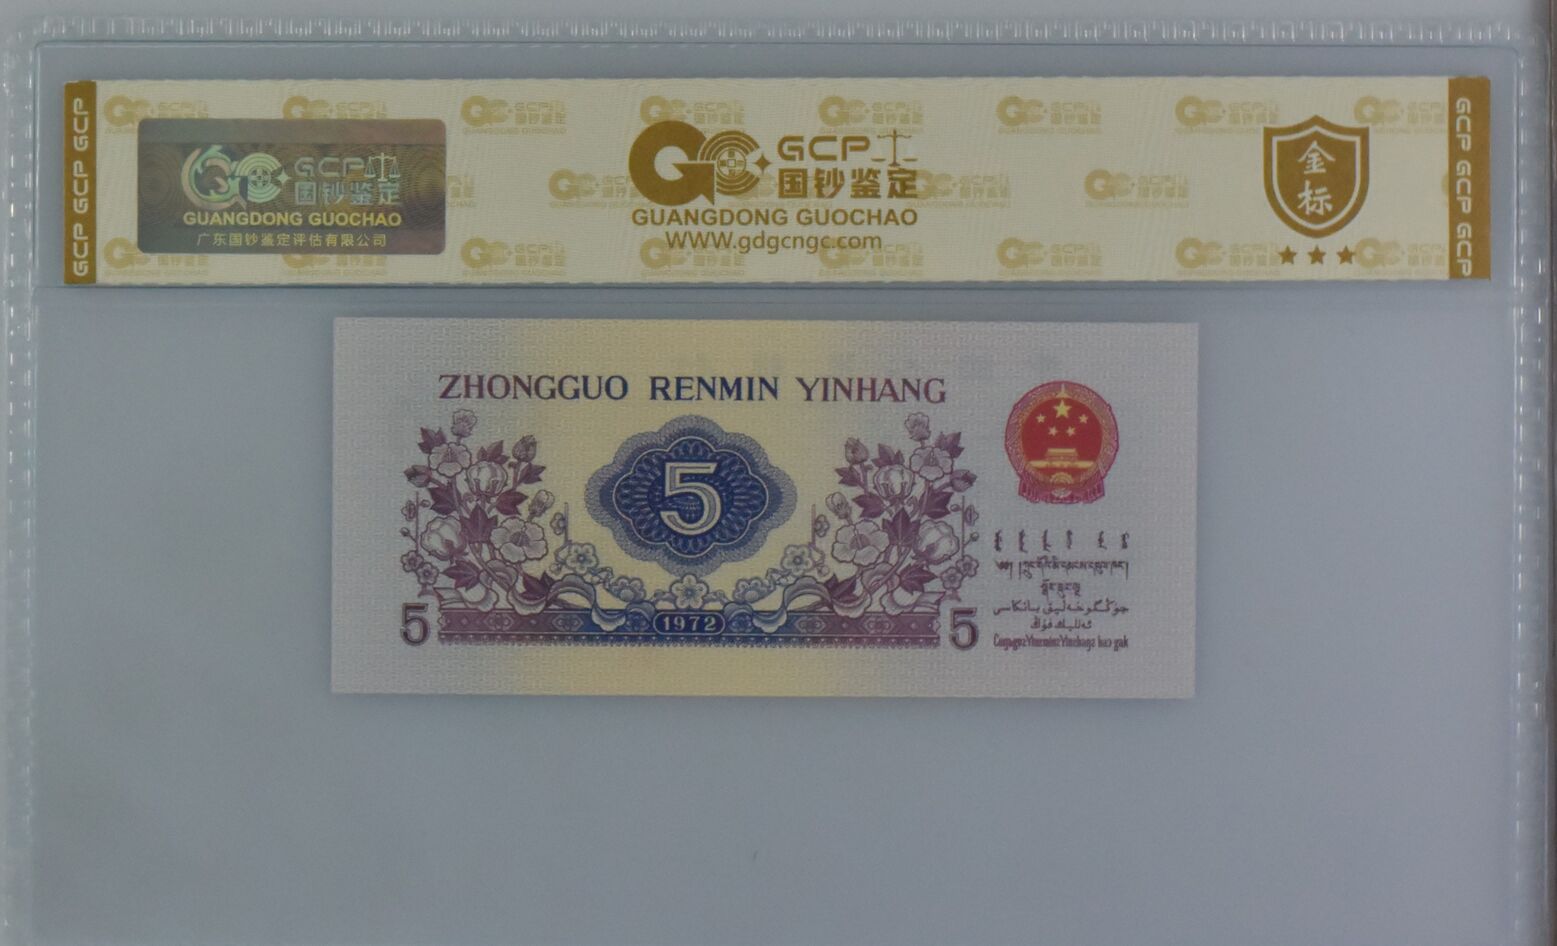 GCP GCP GCP
GCP
国钞鉴定
GUANGDONG GUOCHAO
广东国钞鉴定评估有限公司
GCP
国钞鉴定
GUANGDONG GUOCHAO
WWW.gdgcngc.com
金
标
GCP GCP GCP
ZHONGGUO RENMIN YINHANG
5
5
1972
5